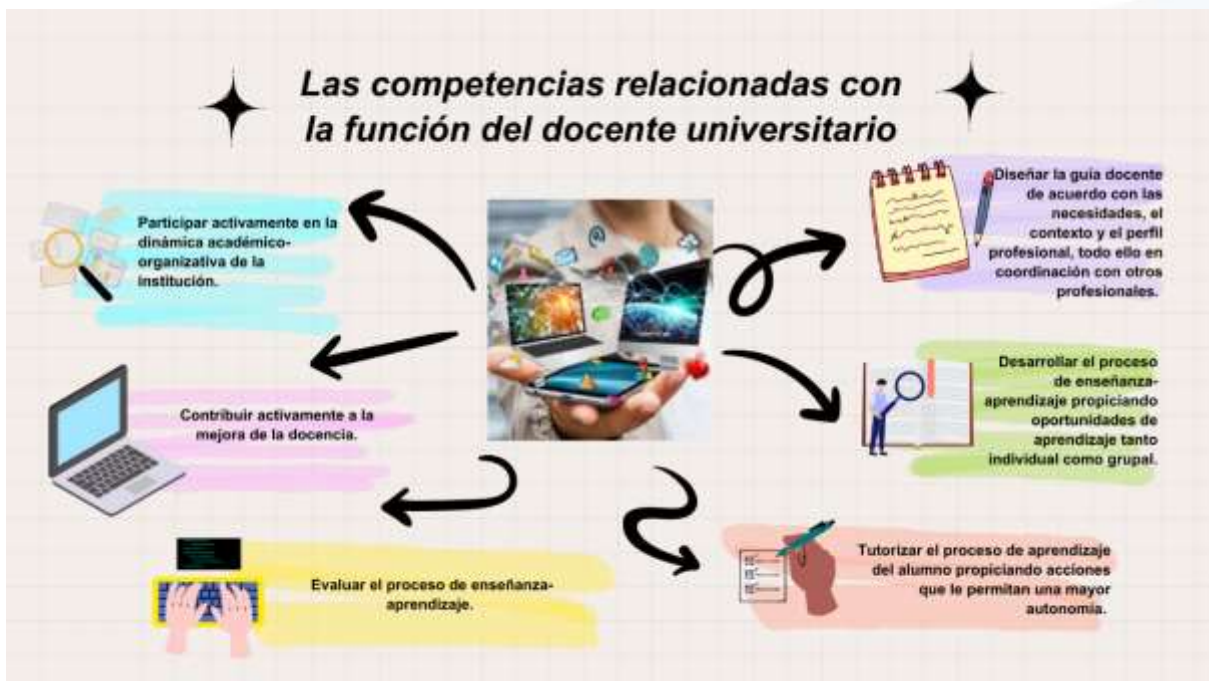 Las competencias relacionadas con
la función del docente universitario
Participar activamente en la
dinámica académico-
organizativa de la
institución.
Contribuir activamente a la
mejora de la docencia.
Evaluar el proceso de enseñanza-
aprendizaje.
Diseñar la guía docente
de acuerdo con las
necesidades, el
contexto y el perfil
profesional, todo ello en
coordinación con otros
profesionales.
Desarrollar el proceso
de enseñanza-
aprendizaje propiciando
oportunidades de
aprendizaje tanto
individual como grupal.
Tutorizar el proceso de aprendizaje
del alumno propiciando acciones
que le permitan una mayor
autonomía.